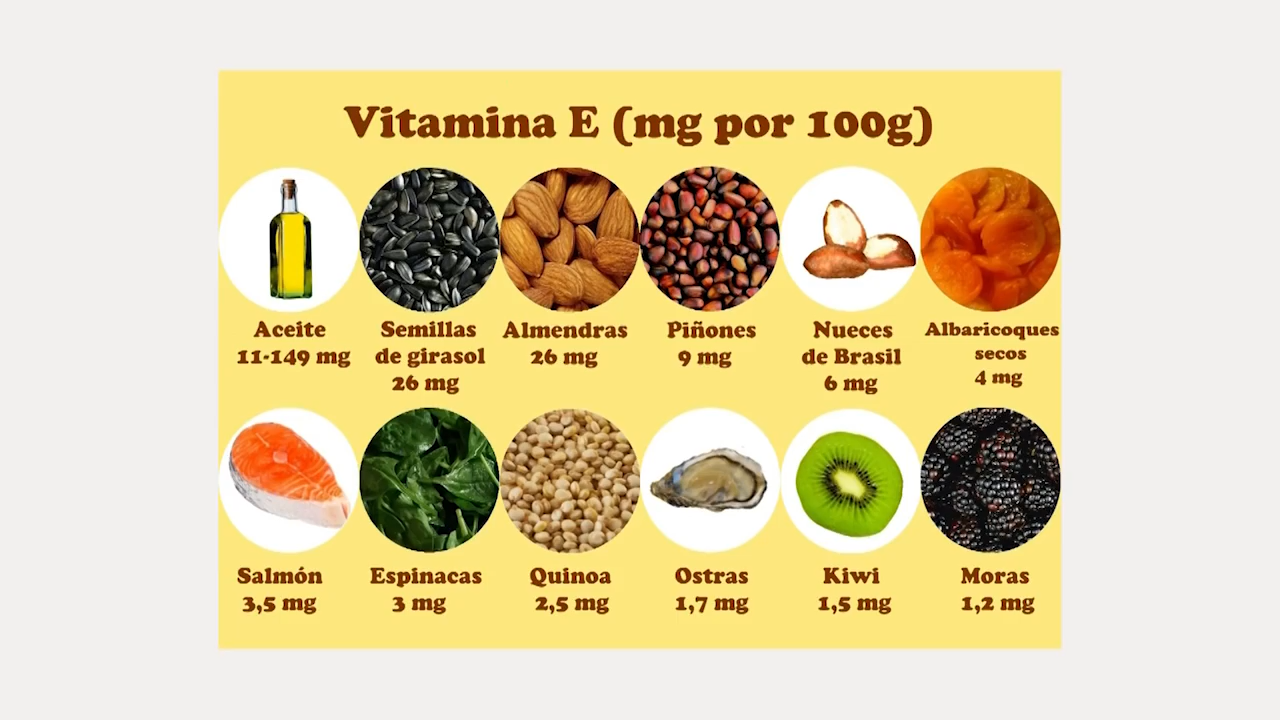 Vitamina E (mg por 100g)
Aceite
11-149 mg
Semillas
de girasol
26 mg
Almendras
26 mg
Piñones
9 mg
Nueces
de Brasil
6 mg
Albaricoques
secos
4 mg
Salmón
3,5 mg
Espinacas
3 mg
Quinoa
2,5 mg
Ostras
1,7 mg
Kiwi
1,5 mg
Moras
1,2 mg